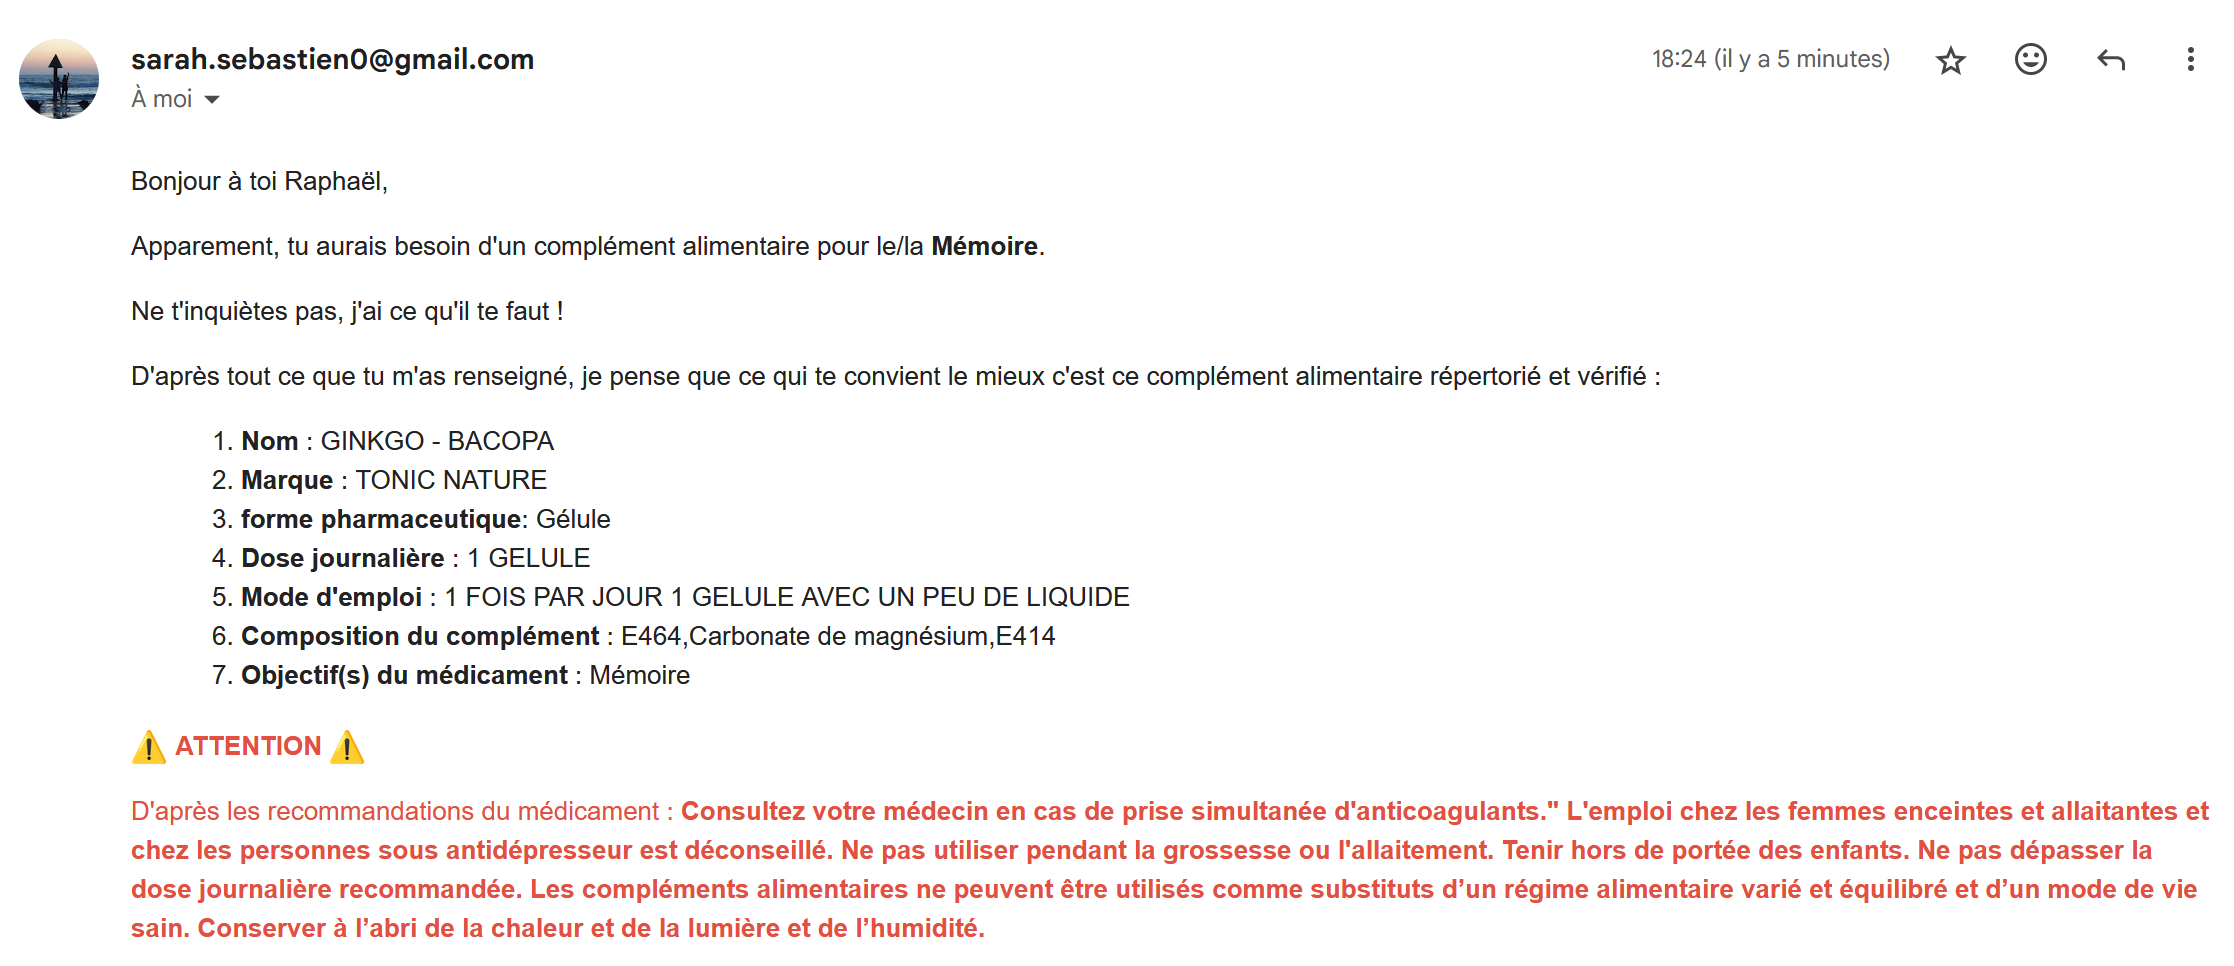 sarah.sebastien0@gmail.com
18:24 (il y a 5 minutes)
À moi
Bonjour à toi Raphaël,
Apparement, tu aurais besoin d'un complément alimentaire pour le/la Mémoire.
Ne t'inquiètes pas, j'ai ce qu'il te faut !
D'après tout ce que tu m'as renseigné, je pense que ce qui te convient le mieux c'est ce complément alimentaire répertorié et vérifié :
1. Nom : GINKGO - BACOPA
2. Marque : TONIC NATURE
3. forme pharmaceutique: Gélule
4. Dose journalière : 1 GELULE
5. Mode d'emploi : 1 FOIS PAR JOUR 1 GELULE AVEC UN PEU DE LIQUIDE
6. Composition du complément : E464,Carbonate de magnésium,E414
7. Objectif(s) du médicament : Mémoire
⚠️ ATTENTION ⚠️
D'après les recommandations du médicament : Consultez votre médecin en cas de prise simultanée d'anticoagulants." L'emploi chez les femmes enceintes et allaitantes et
chez les personnes sous antidépresseur est déconseillé. Ne pas utiliser pendant la grossesse ou l'allaitement. Tenir hors de portée des enfants. Ne pas dépasser la
dose journalière recommandée. Les compléments alimentaires ne peuvent être utilisés comme substituts d’un régime alimentaire varié et équilibré et d’un mode de vie
sain. Conserver à l’abri de la chaleur et de la lumière et de l’humidité.